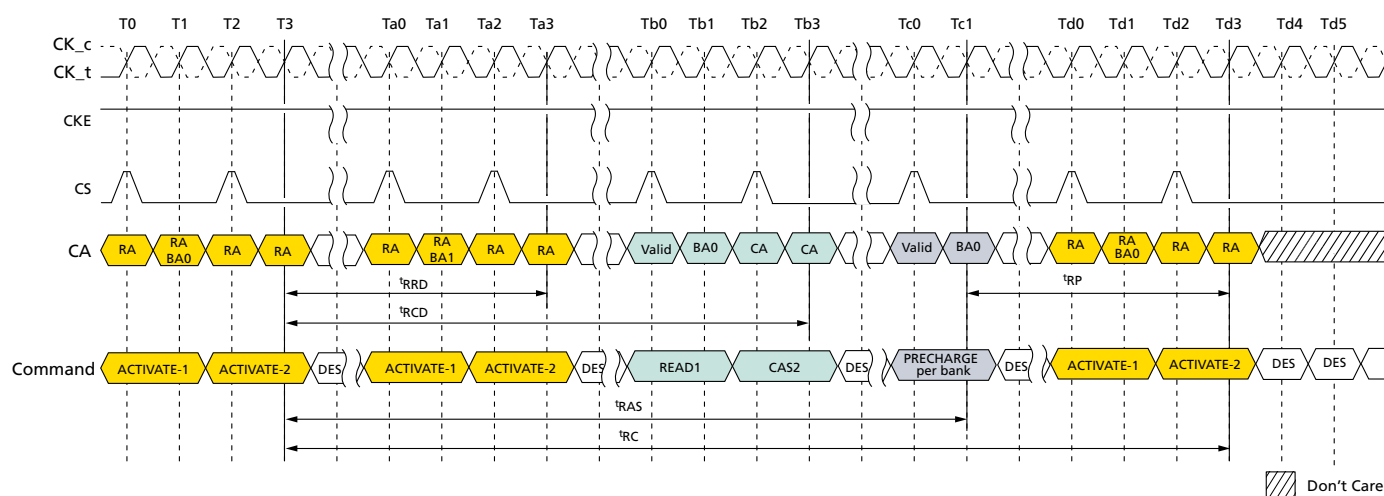 T0 T1 T2 T3 Ta0 Ta1 Ta2 Ta3 Tb0 Tb1 Tb2 Tb3 Tc0 Tc1 Td0 Td1 Td2 Td3 Td4 Td5
CK_c
CK_t
CKE
CS
CA RA RA BA0 RA RA RA RA BA1 RA RA Valid BA0 CA CA Valid BA0 RA RA BA0 RA RA
tRRD tRP
tRCD
Command ACTIVATE-1 ACTIVATE-2 DES ACTIVATE-1 ACTIVATE-2 DES READ1 CAS2 DES PRECHARGE per bank DES ACTIVATE-1 ACTIVATE-2 DES DES
tRAS
tRC
Don't Care